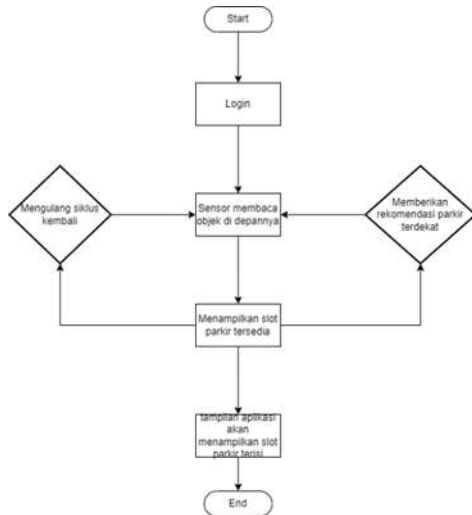 Start
Login
Mengulang siklus
kembali
Sensor membaca
objek di depannya
Memberikan
rekomendasi parkir
terdekat
Menampilkan slot
parkir tersedia
tampilan aplikasi
akan
menampilkan slot
parkir terisi
End